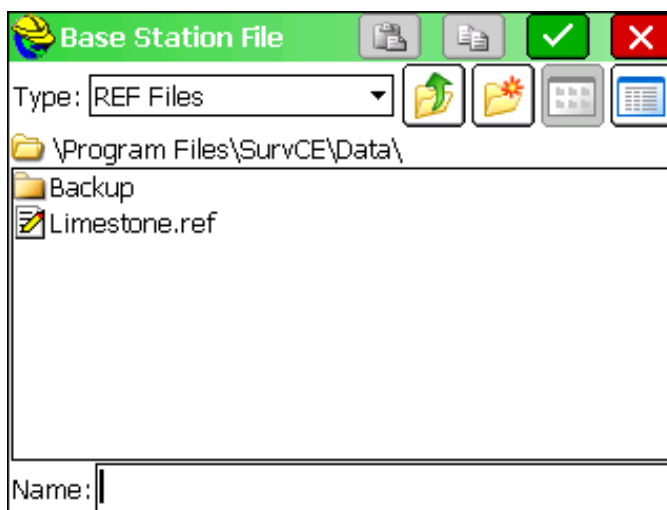 Base Station File
Type: REF Files
\Program Files\SurvCE\Data\
Backup
Limestone.ref
Name: